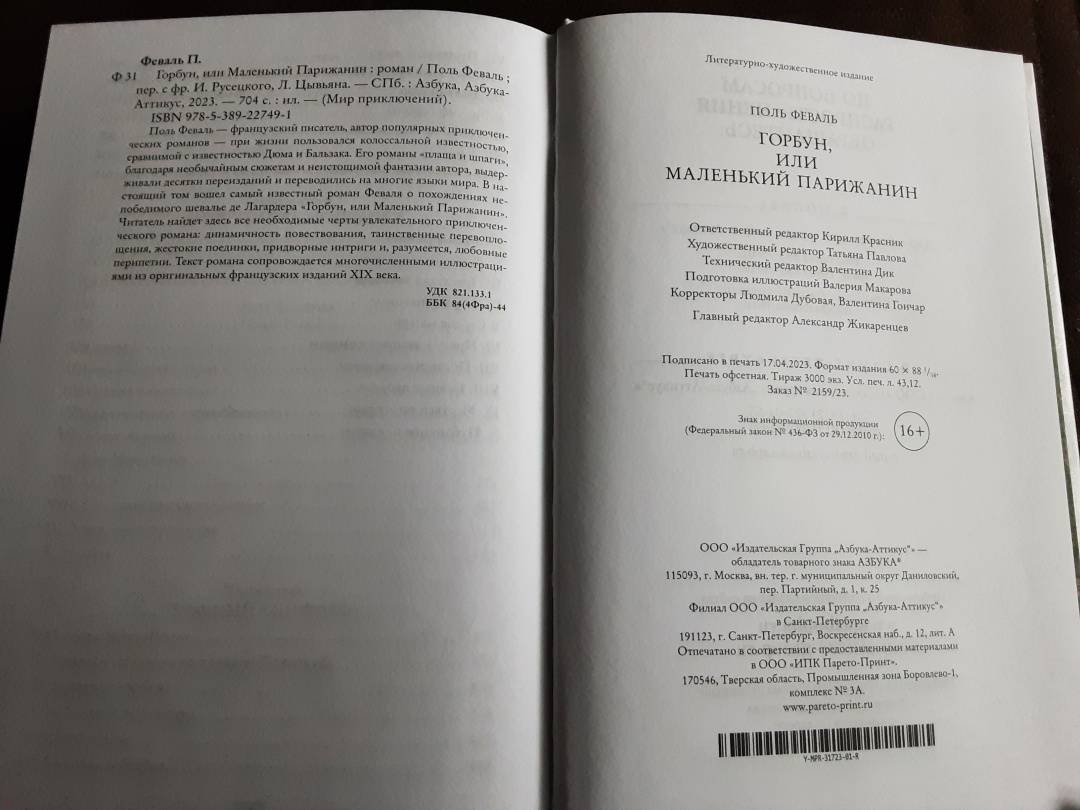 Феваль П.
Ф 31 Горбун, или Маленький Парижанин : роман / Поль Феваль ;
пер. с фр. И. Русецкого, Л. Цывьяна. — СПб. : Азбука, Азбука-
Аттикус, 2023. — 704 с. : ил. — (Мир приключений).
ISBN 978-5-389-22749-1
Поль Феваль — французский писатель, автор популярных приключен-
ческих романов — при жизни пользовался колоссальной известностью,
сравнимой с известностью Дюма и Бальзака. Его романы «плаща и шпаги»,
благодаря необычайным сюжетам и неистощимой фантазии автора, выдер-
живали десятки переизданий и переводились на многие языки мира. В на-
стоящий том вошел самый известный роман Феваля о похождениях не-
победимого шевалье де Лагардера «Горбун, или Маленький Парижанин».
Читатель найдет здесь все необходимые черты увлекательного приключен-
ческого романа: динамичность повествования, таинственные перевопло-
щения, жестокие поединки, придворные интриги и, разумеется, любовные
перипетии. Текст романа сопровождается многочисленными иллюстраци-
ями из оригинальных французских изданий XIX века.
УДК 821.133.1
ББК 84(4Фра)-44
Литературно-художественное издание
ПОЛЬ ФЕВАЛЬ
ГОРБУН,
ИЛИ
МАЛЕНЬКИЙ ПАРИЖАНИН
Ответственный редактор Кирилл Красник
Художественный редактор Татьяна Павлова
Технический редактор Валентина Дик
Подготовка иллюстраций Валерия Макарова
Корректоры Людмила Дубовая, Валентина Гончар
Главный редактор Александр Жикаренцев
Подписано в печать 17.04.2023. Формат издания 60 × 88 1/16.
Печать офсетная. Тираж 3000 экз. Усл. печ. л. 43,12.
Заказ № 2159/23.
Знак информационной продукции
(Федеральный закон № 436-ФЗ от 29.12.2010 г.): 16+
ООО «Издательская Группа „Азбука-Аттикус“» —
обладатель товарного знака АЗБУКА®
115093, г. Москва, вн. тер. г. муниципальный округ Даниловский,
пер. Партийный, д. 1, к. 25
Филиал ООО «Издательская Группа „Азбука-Аттикус“»
в Санкт-Петербурге
191123, г. Санкт-Петербург, Воскресенская наб., д. 12, лит. А
Отпечатано в соответствии с предоставленными материалами
в ООО «ИПК Парето-Принт».
170546, Тверская область, Промышленная зона Боровлево-1,
комплекс № 3А.
www.pareto-print.ru
Y-MPR-31723-01-R